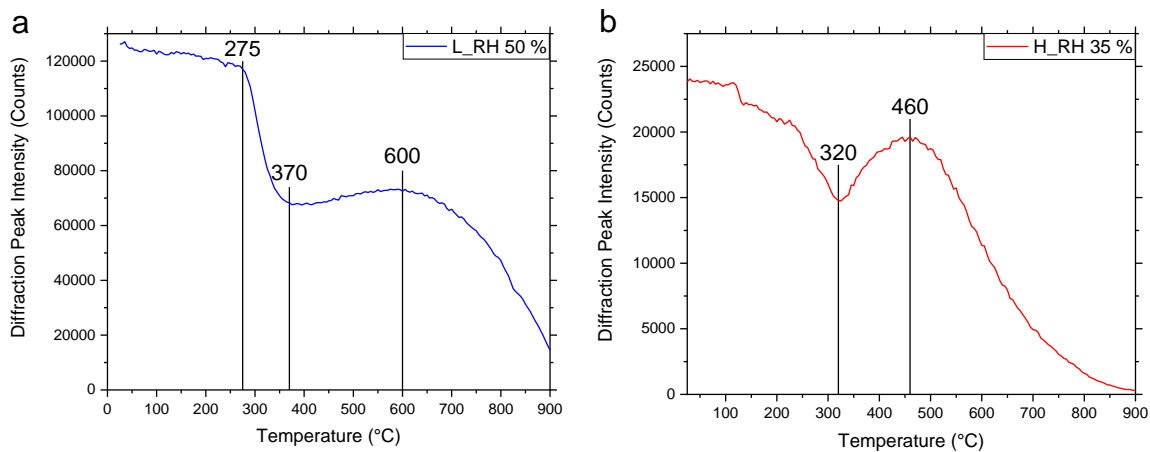 a
L_RH 50 %
275
370
600
Diffraction Peak Intensity (Counts)
120000
100000
80000
60000
40000
20000
0
0 100 200 300 400 500 600 700 800 900
Temperature (°C)
b
H_RH 35 %
460
320
Diffraction Peak Intensity (Counts)
25000
20000
15000
10000
5000
0
100 200 300 400 500 600 700 800 900
Temperature (°C)